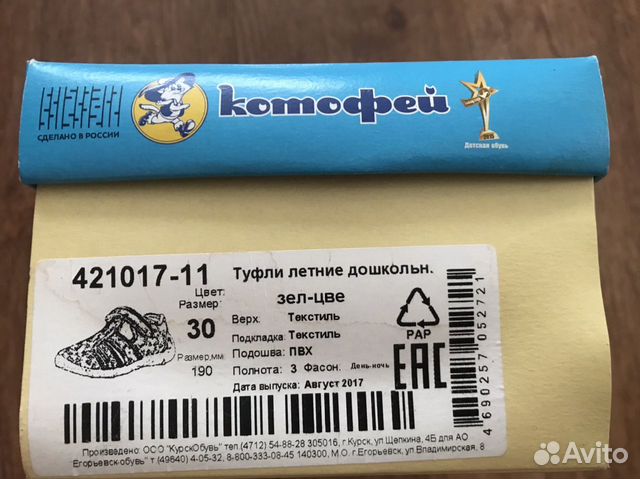 СДЕЛАНО В РОССИИ
Котофей
Детская обувь
421017-11 Туфли летние дошкольн.
Цвет: зел-цве
Размер: 30
Верх. Текстиль
Подкладка: Текстиль
Подошва: ПВХ
Размер,мм 190
Полнота: 3 Фасон. День-ночь
Дата выпуска: Август 2017
PAP
EAC
4690257052721
Произведено: ООО "КурскОбувь" тел (4712) 54-88-28 305016, г.Курск, ул Щепкина, 4Б для АО
Егорьевск-обувь" т (49640) 4-05-32, 8-800-333-08-45 140300, М.О. г.Егорьевск, ул Владимирская, 8
Avito